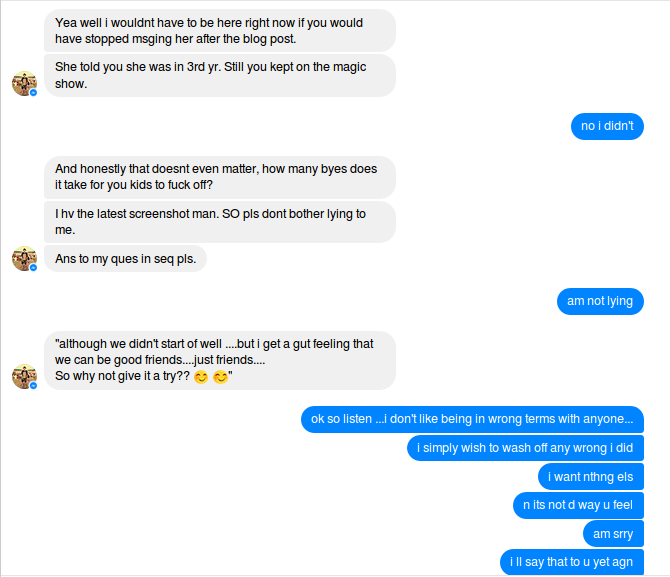 Yea well i wouldnt have to be here right now if you would
have stopped msging her after the blog post.
She told you she was in 3rd yr. Still you kept on the magic
show.
no i didn't
And honestly that doesnt even matter, how many byes does
it take for you kids to fuck off?
I hv the latest screenshot man. SO pls dont bother lying to
me.
Ans to my ques in seq pls.
am not lying
"although we didn't start of well ....but i get a gut feeling that
we can be good friends....just friends....
So why not give it a try?? 😊 😊"
ok so listen ...i don't like being in wrong terms with anyone...
i simply wish to wash off any wrong i did
i want nthng els
n its not d way u feel
am srry
i ll say that to u yet agn